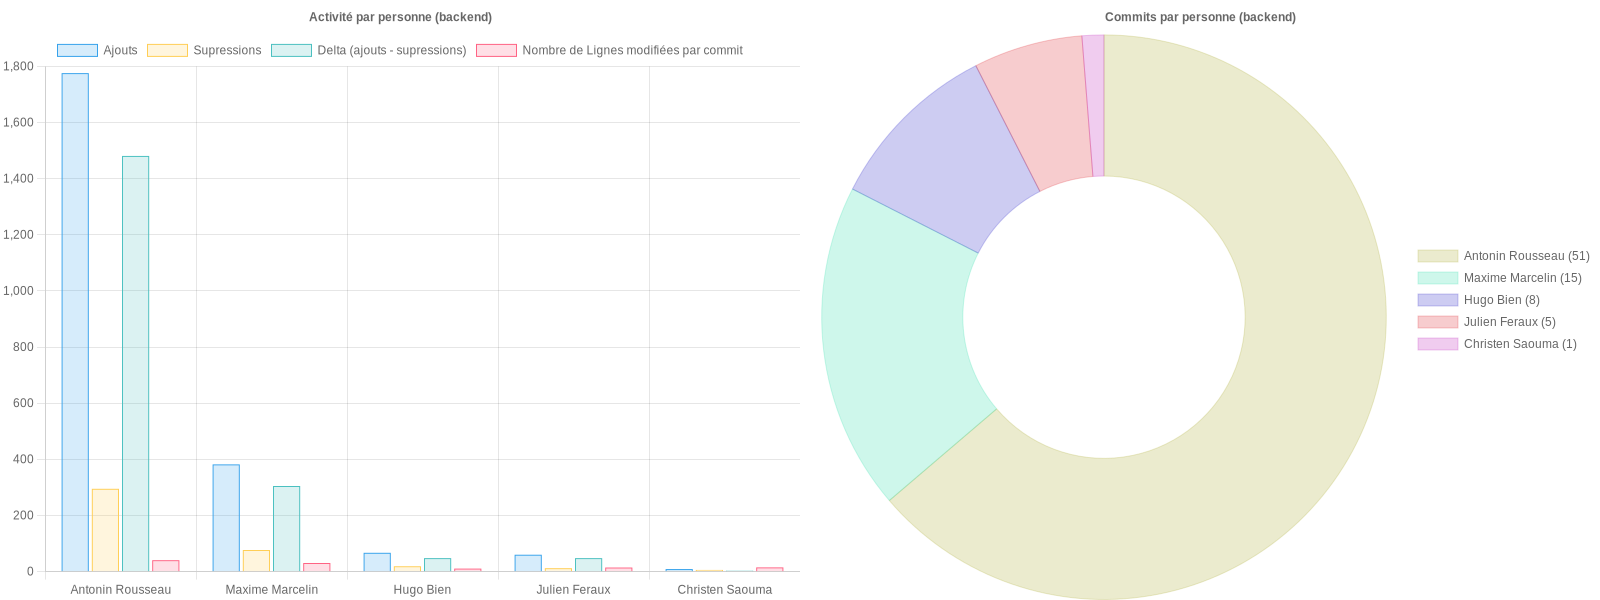 Activité par personne (backend)
Ajouts Supressions Delta (ajouts - supressions) Nombre de Lignes modifiées par commit
1,800
1,600
1,400
1,200
1,000
800
600
400
200
0
Antonin Rousseau Maxime Marcelin Hugo Bien Julien Feraux Christen Saouma
Commits par personne (backend)
Antonin Rousseau (51)
Maxime Marcelin (15)
Hugo Bien (8)
Julien Feraux (5)
Christen Saouma (1)